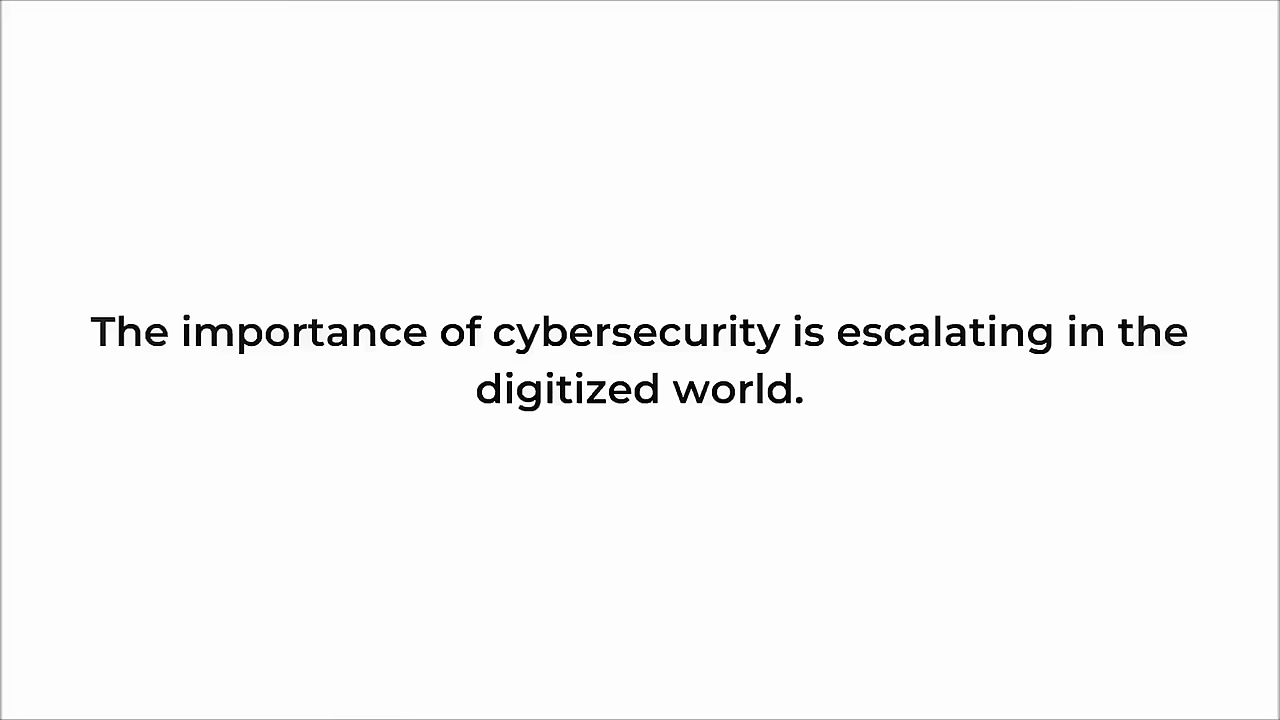 The importance of cybersecurity is escalating in the
digitized world.